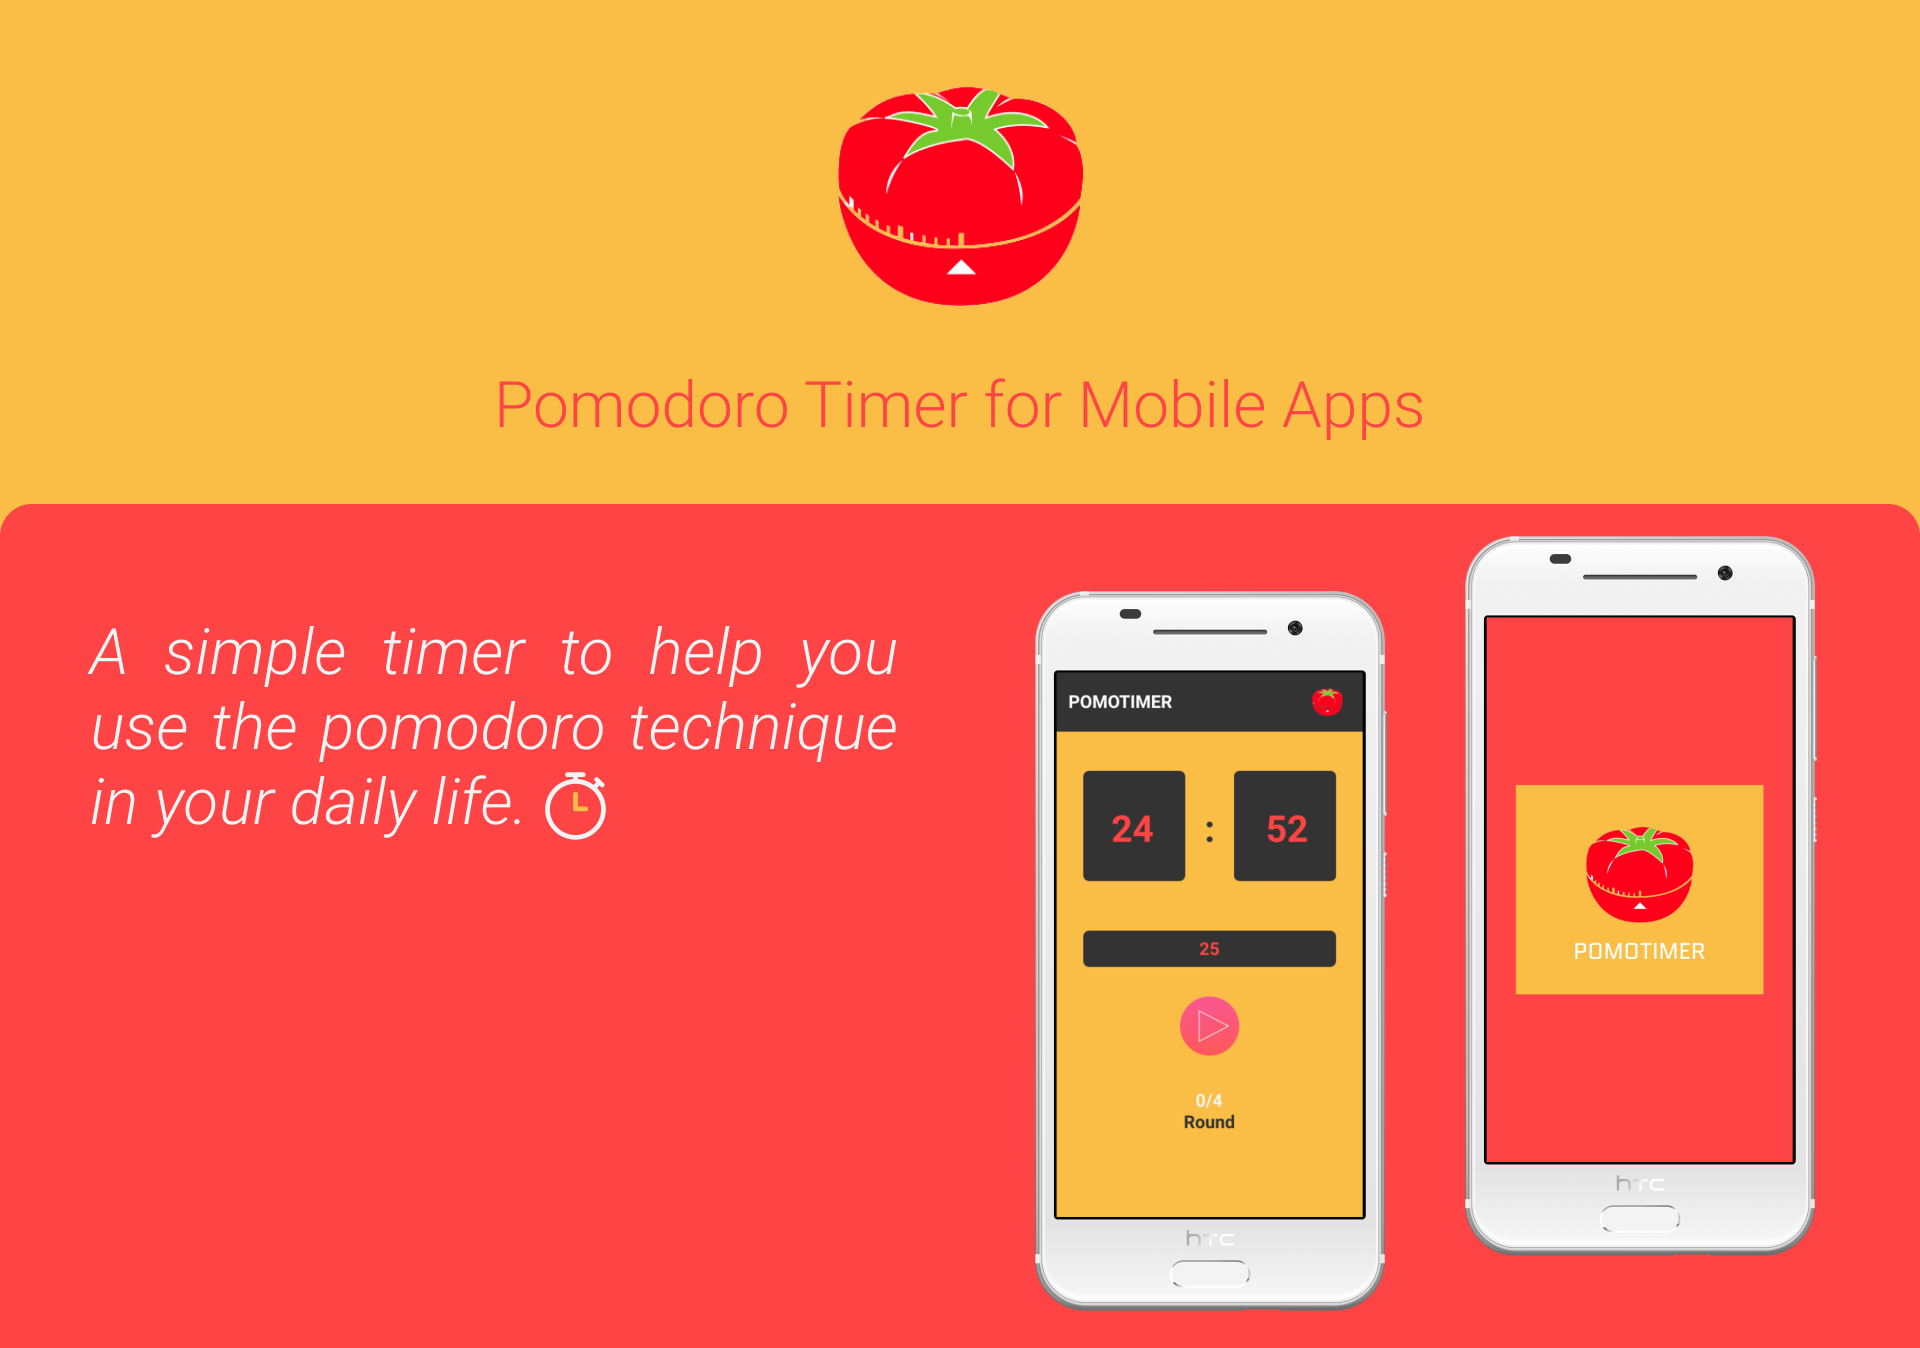 Pomodoro Timer for Mobile Apps
A simple timer to help you
use the pomodoro technique
in your daily life.
POMOTIMER
24 : 52
25
0/4
Round
hTC
POMOTIMER
hTC